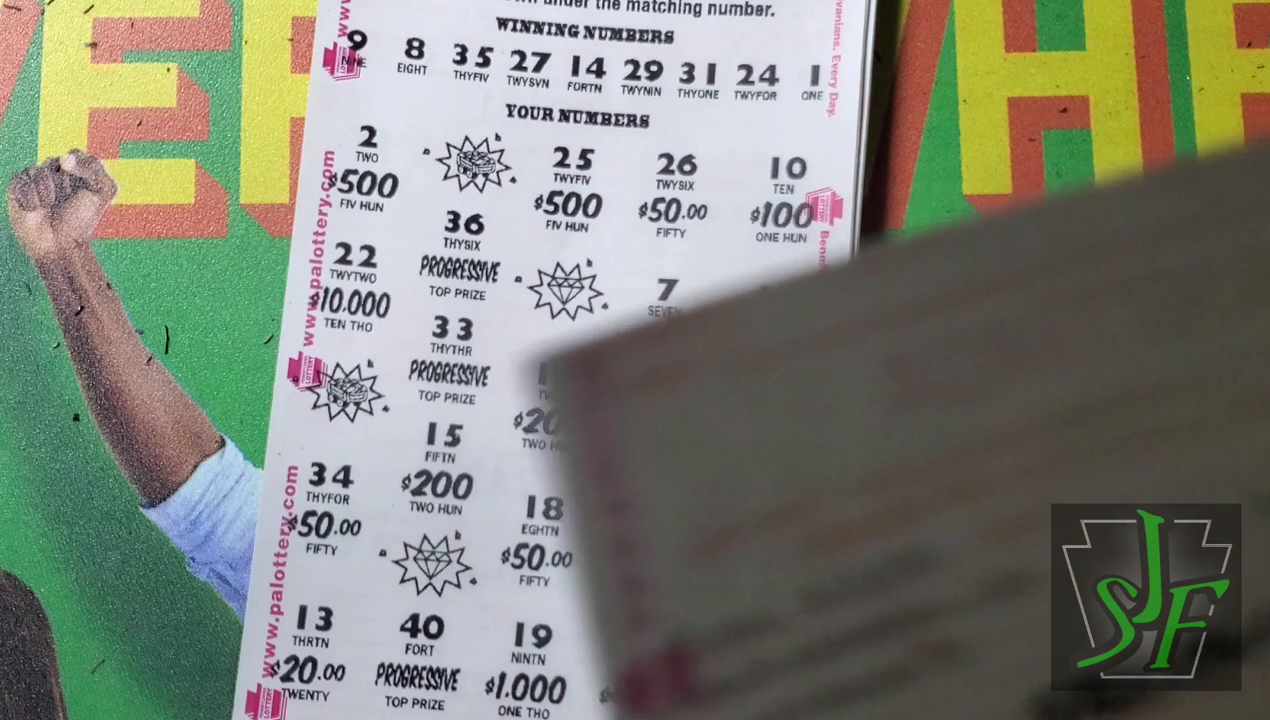 under the matching number.
WINNING NUMBERS
9 8 35 27 14 29 31 24 1
NINE EIGHT THYFIV TWYSVN FORTN TWYNIN THYONE TWYFOR ONE
YOUR NUMBERS
2 25 26 10
TWO TWYFIV TWYSIX TEN
$500 $500 $50.00 $100
FIV HUN FIV HUN FIFTY ONE HUN
36
THYSIX
22 PROGRESSIVE 7
TWYTWO TOP PRIZE SEVEN
$10,000
TEN THO
33
THYTHR
PROGRESSIVE
TOP PRIZE
15
FIFTN
34 $200 18
THYFOR TWO HUN EGHTN
$50.00 $50.00
FIFTY FIFTY
13 40 19
THRTN FORT NINTN
$20.00 PROGRESSIVE $1,000
TWENTY TOP PRIZE ONE THO
www.palottery.com
www.palottery.com
Every Day.
SJF